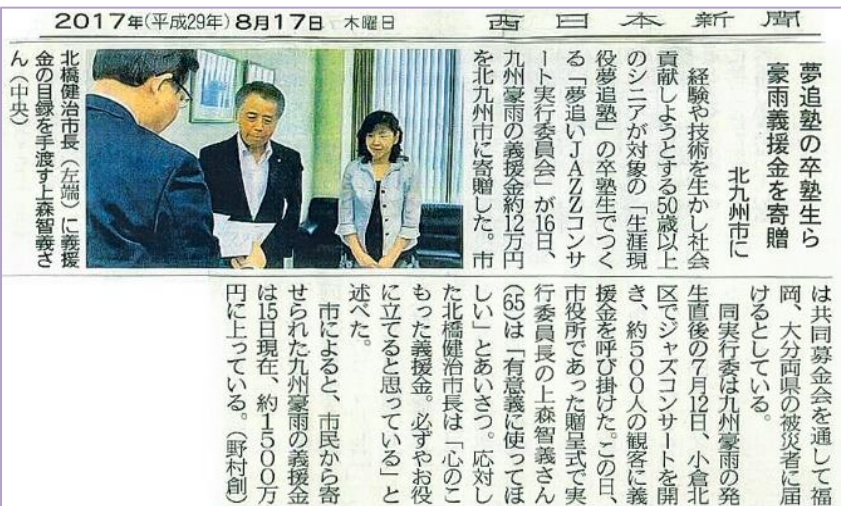 2017年(平成29年) 8月17日 木曜日
西日本新聞
夢追塾の卒塾生ら
豪雨義援金を寄贈
北九州市に
経験や技術を生かし社会
貢献しようとする50歳以上
のシニアが対象の「生涯現
役夢追塾」の卒塾生でつく
る「夢追いJAZZコンサ
ート実行委員会」が16日、
九州豪雨の義援金約12万円
を北九州市に寄贈した。市
は共同募金会を通して福
岡、大分両県の被災者に届
けるとしている。
同実行委は九州豪雨の発
生直後の7月12日、小倉北
区でジャズコンサートを開
き、約500人の観客に義
援金を呼び掛けた。この日、
市役所であった贈呈式で実
行委員長の上森智義さん
(65)は「有意義に使ってほ
しい」とあいさつ。応対し
た北橋健治市長は「心のこ
もった義援金。必ずやお役
に立てると思っている」と
述べた。
市によると、市民から寄
せられた九州豪雨の義援金
は15日現在、約1500万
円に上っている。(野村創)
北橋健治市長(左端)に義援
金の目録を手渡す上森智義さ
ん(中央)